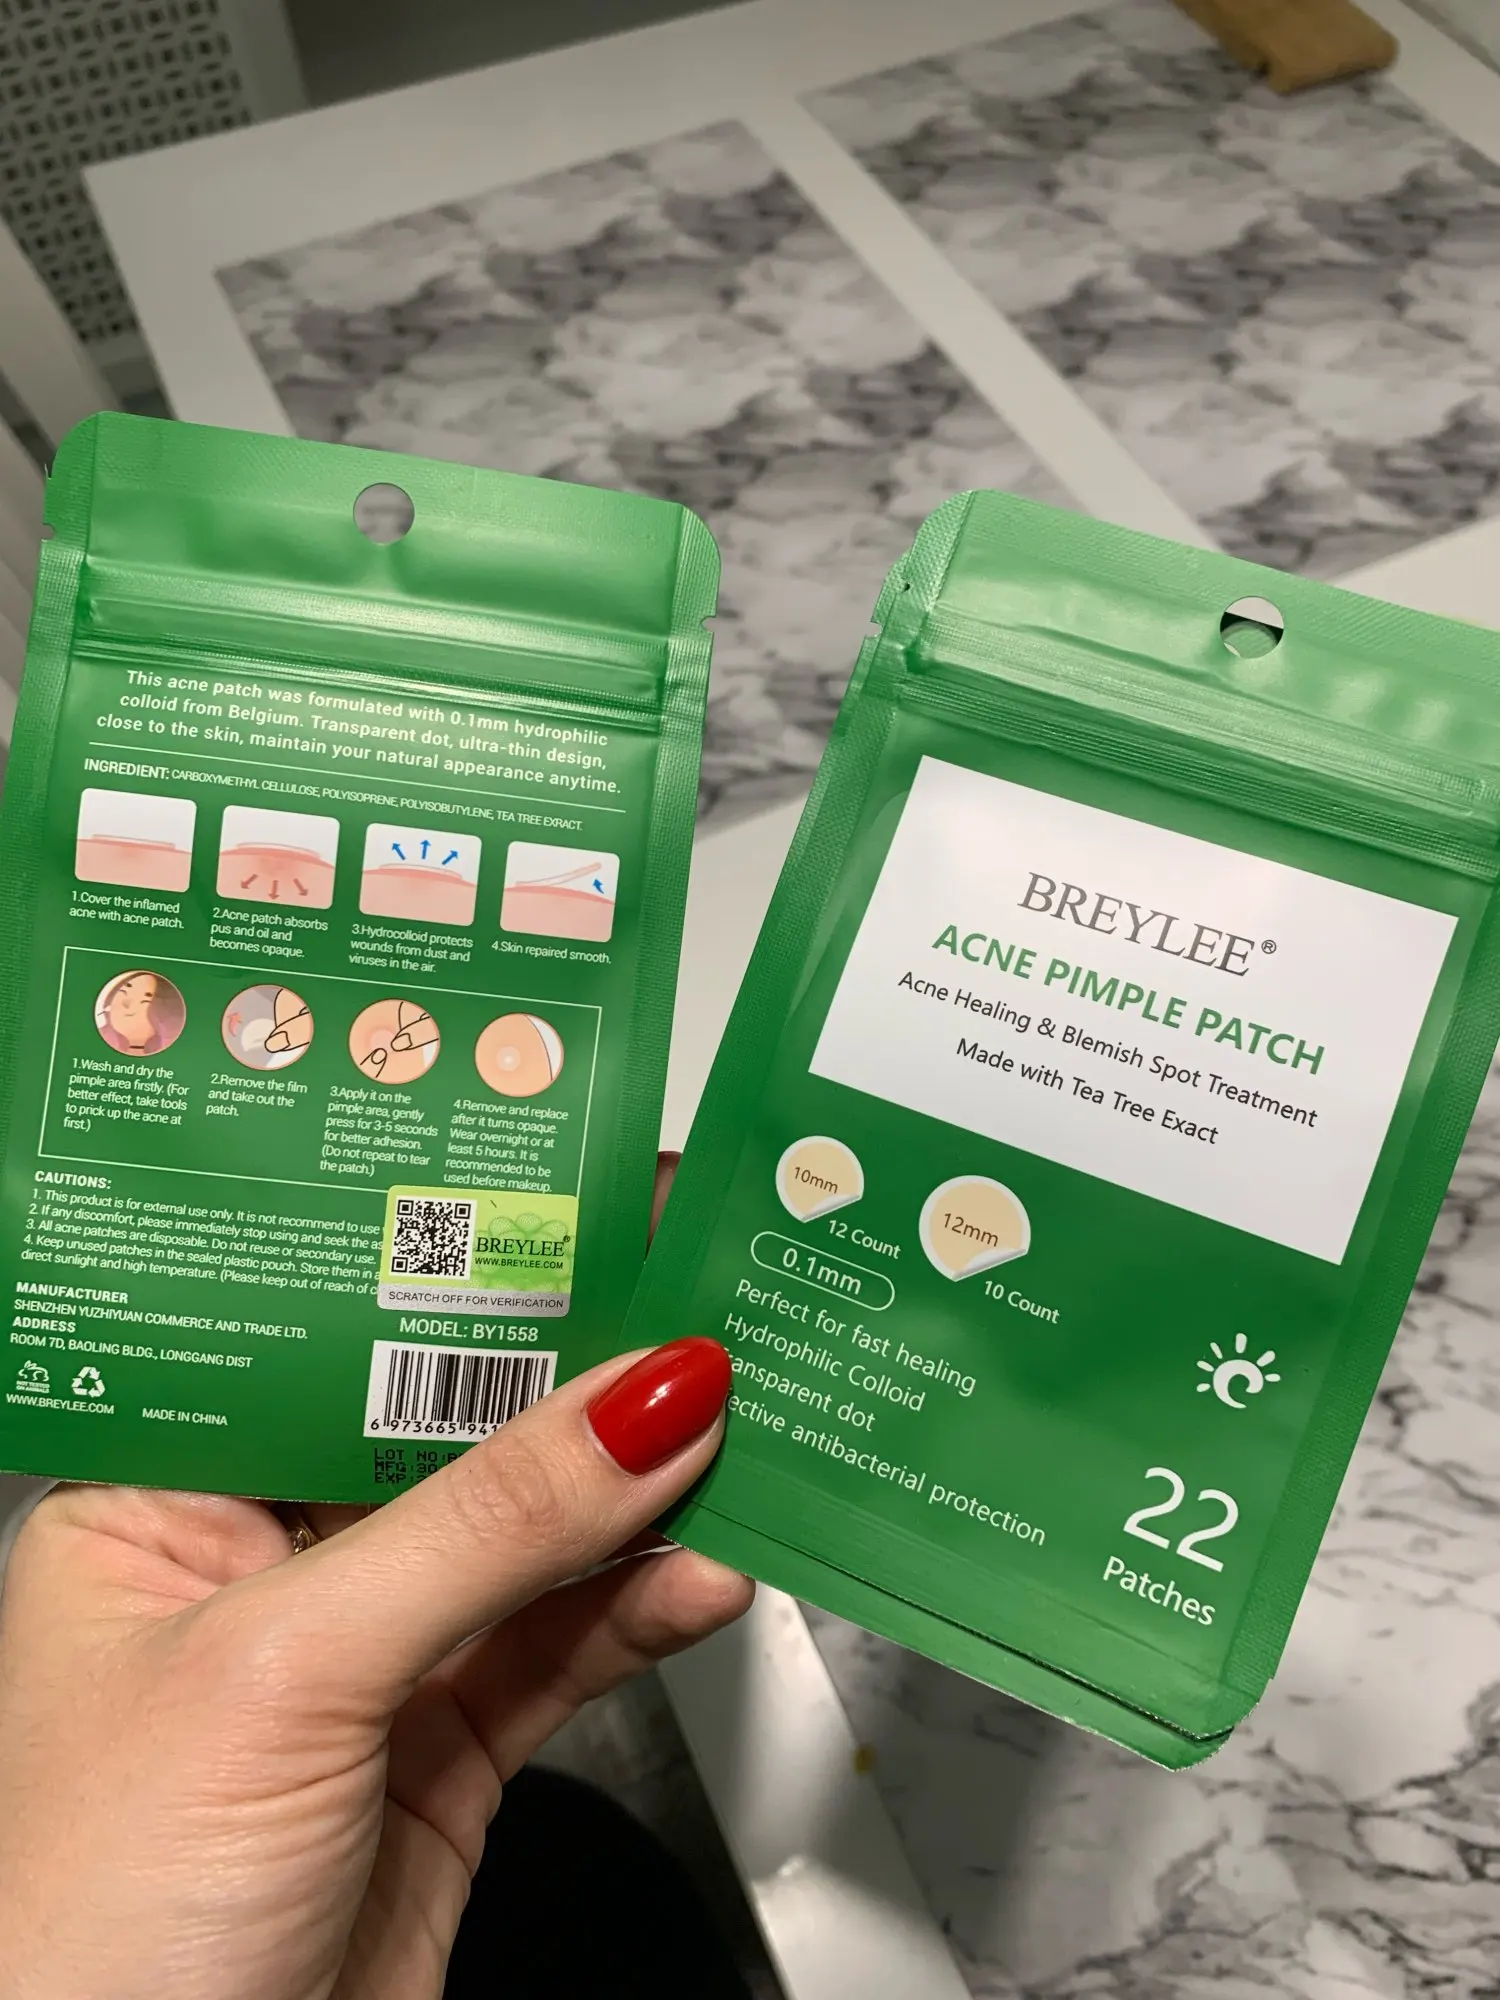 This acne patch was formulated with 0.1mm hydrophilic
colloid from Belgium. Transparent dot, ultra-thin design,
close to the skin, maintain your natural appearance anytime.
INGREDIENT: CARBOXYMETHYL CELLULOSE, POLYISOPRENE, POLYISOBUTYLENE, TEA TREE EXRACT.
1.Cover the inflamed
acne with acne patch.
2.Acne patch absorbs
pus and oil and
becomes opaque.
3.Hydrocolloid protects
wounds from dust and
viruses in the air.
4.Skin repaired smooth.
1.Wash and dry the
pimple area firstly. (For
better effect, take tools
to prick up the acne at
first.)
2.Remove the film
and take out the
patch.
3.Apply it on the
pimple area, gently
press for 3-5 seconds
for better adhesion.
(Do not repeat to tear
the patch.)
4.Remove and replace
after it turns opaque.
Wear overnight or at
least 5 hours. It is
recommended to be
used before makeup.
CAUTIONS:
1. This product is for external use only. It is not recommend to use
2. If any discomfort, please immediately stop using and seek the
3. All acne patches are disposable. Do not reuse or secondary use.
4. Keep unused patches in the sealed plastic pouch. Store them in
direct sunlight and high temperature. (Please keep out of reach of
BREYLEE®
WWW.BREYLEE.COM
SCRATCH OFF FOR VERIFICATION
MANUFACTURER
SHENZHEN YUZHIYUAN COMMERCE AND TRADE LTD.
ADDRESS
ROOM 7D, BAOLING BLDG., LONGGANG DIST
NOT TESTED
ON ANIMALS
WWW.BREYLEE.COM
MADE IN CHINA
MODEL: BY1558
6 973665 941
LOT NO:
MFG:30
EXP:
BREYLEE®
ACNE PIMPLE PATCH
Acne Healing & Blemish Spot Treatment
Made with Tea Tree Exact
10mm
12 Count
12mm
10 Count
0.1mm
Perfect for fast healing
Hydrophilic Colloid
ansparent dot
ective antibacterial protection
22
Patches